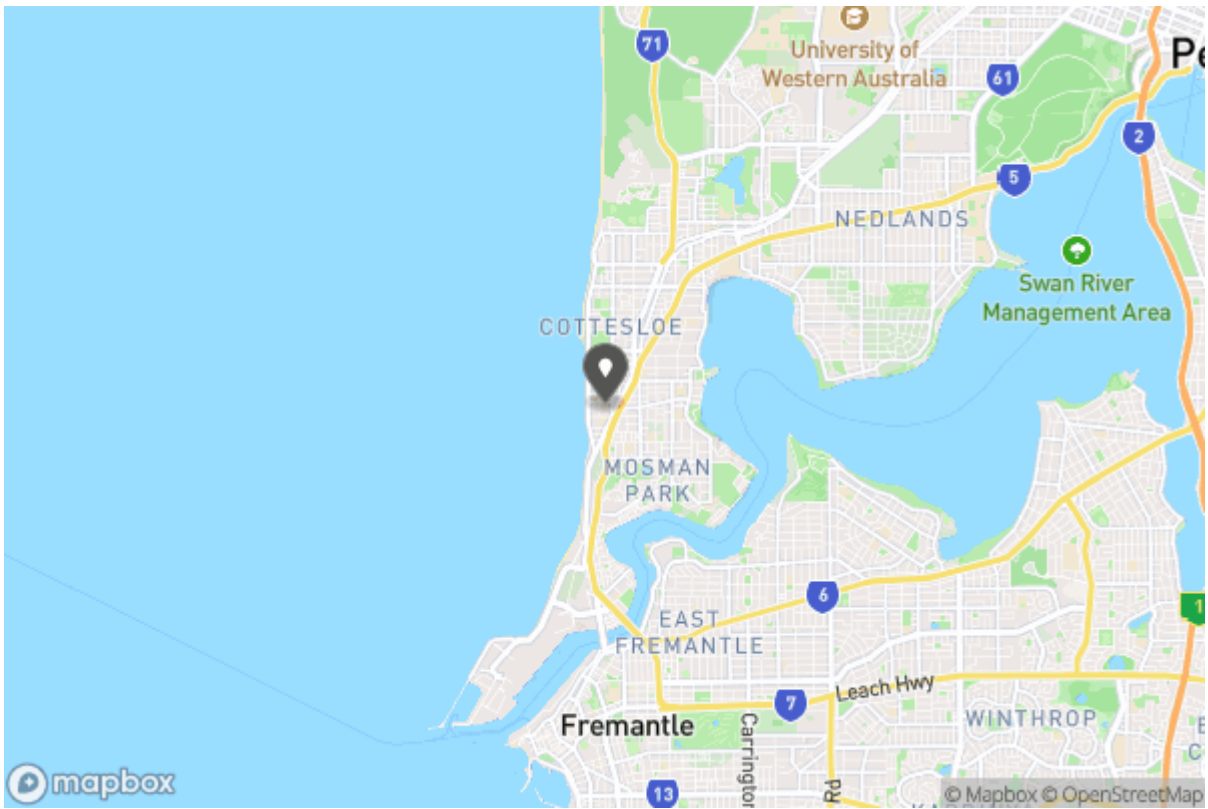 71
University of
Western Australia
Pe
61
2
5
NEDLANDS
Swan River
Management Area
COTTESLOE
MOSMAN
PARK
6
1
EAST
FREMANTLE
Leach Hwy
7
WINTHROP
Fremantle
Carrington
Rd
13
mapbox
© Mapbox © OpenStreetMap